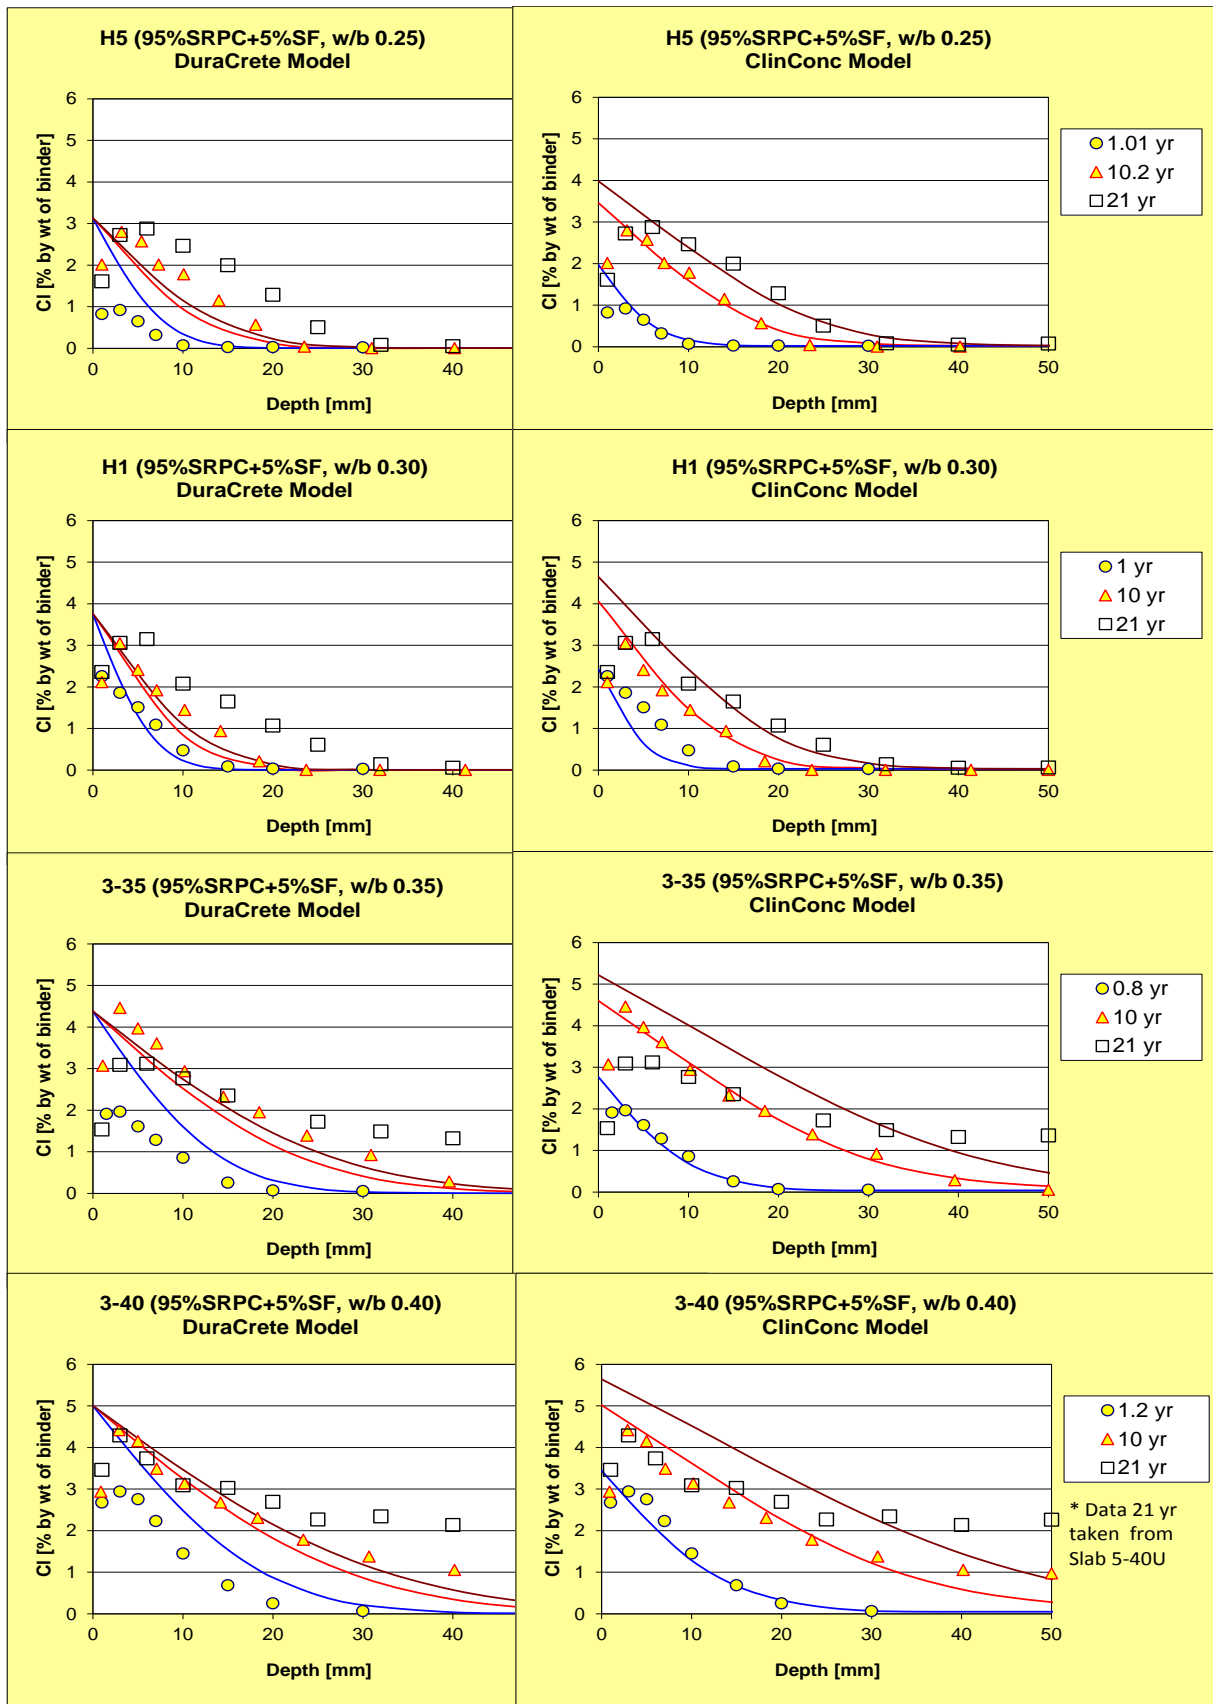 H5 (95%SRPC+5%SF, w/b 0.25)
DuraCrete Model
6
5
4
3
2
1
0
Cl [% by wt of binder]
0 10 20 30 40
Depth [mm]
H5 (95%SRPC+5%SF, w/b 0.25)
ClinConc Model
6
5
4
3
2
1
0
Cl [% by wt of binder]
0 10 20 30 40 50
Depth [mm]
1.01 yr
10.2 yr
21 yr
H1 (95%SRPC+5%SF, w/b 0.30)
DuraCrete Model
6
5
4
3
2
1
0
Cl [% by wt of binder]
0 10 20 30 40
Depth [mm]
H1 (95%SRPC+5%SF, w/b 0.30)
ClinConc Model
6
5
4
3
2
1
0
Cl [% by wt of binder]
0 10 20 30 40 50
Depth [mm]
1 yr
10 yr
21 yr
3-35 (95%SRPC+5%SF, w/b 0.35)
DuraCrete Model
6
5
4
3
2
1
0
Cl [% by wt of binder]
0 10 20 30 40
Depth [mm]
3-35 (95%SRPC+5%SF, w/b 0.35)
ClinConc Model
6
5
4
3
2
1
0
Cl [% by wt of binder]
0 10 20 30 40 50
Depth [mm]
0.8 yr
10 yr
21 yr
3-40 (95%SRPC+5%SF, w/b 0.40)
DuraCrete Model
6
5
4
3
2
1
0
Cl [% by wt of binder]
0 10 20 30 40
Depth [mm]
3-40 (95%SRPC+5%SF, w/b 0.40)
ClinConc Model
6
5
4
3
2
1
0
Cl [% by wt of binder]
0 10 20 30 40 50
Depth [mm]
1.2 yr
10 yr
21 yr
* Data 21 yr
taken from
Slab 5-40U